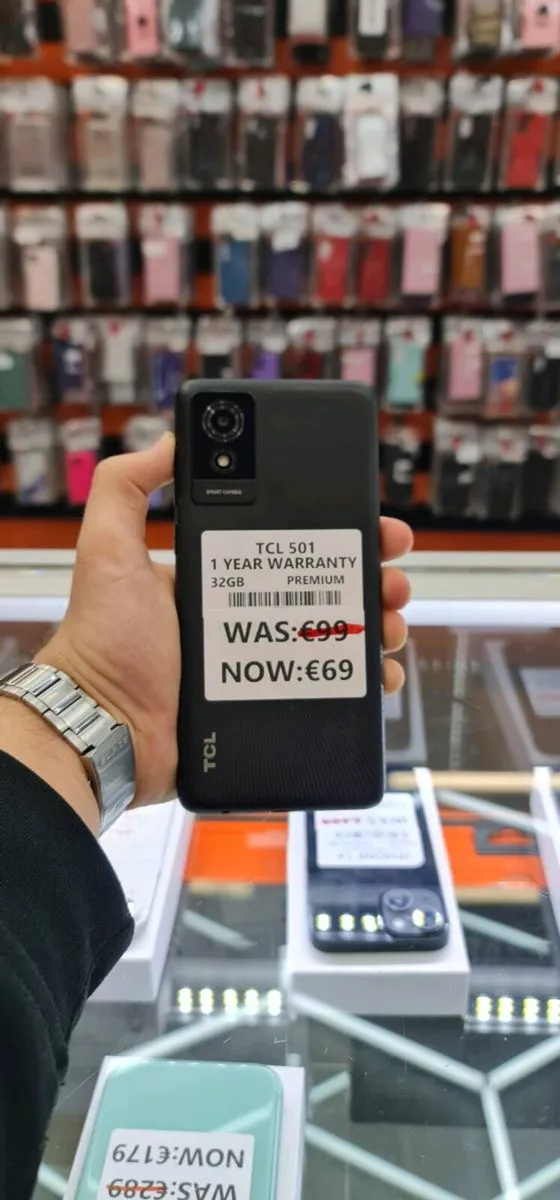 SMART CAMERA
TCL 501
1 YEAR WARRANTY
32GB PREMIUM
WAS:€99
NOW:€69
TCL
NOW:€179
WAS:€289